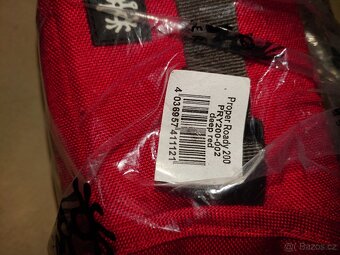 Proper Roady 200
PRY200-002
deep red
4 036957 411121
Bazos.cz